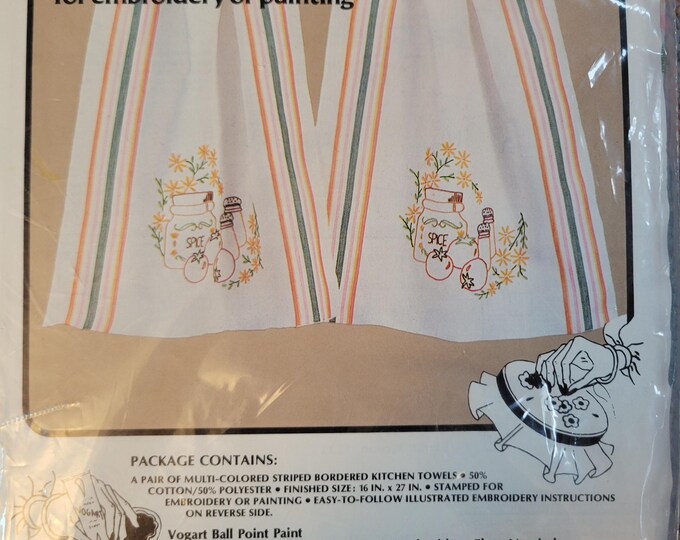 for embroidery or painting
SPICE
SPICE
PACKAGE CONTAINS:
A PAIR OF MULTI-COLORED STRIPED BORDERED KITCHEN TOWELS • 50%
COTTON/50% POLYESTER • FINISHED SIZE: 16 IN. x 27 IN. • STAMPED FOR
EMBROIDERY OR PAINTING • EASY-TO-FOLLOW ILLUSTRATED EMBROIDERY INSTRUCTIONS
ON REVERSE SIDE.
VOGART
Vogart Ball Point Paint